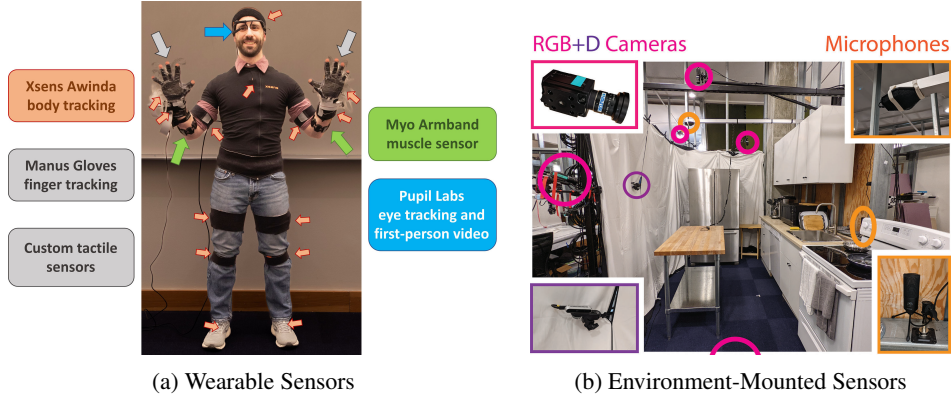 Xsens Awinda
body tracking
Manus Gloves
finger tracking
Custom tactile
sensors
Myo Armband
muscle sensor
Pupil Labs
eye tracking and
first-person video
(a) Wearable Sensors
RGB+D Cameras
Microphones
(b) Environment-Mounted Sensors